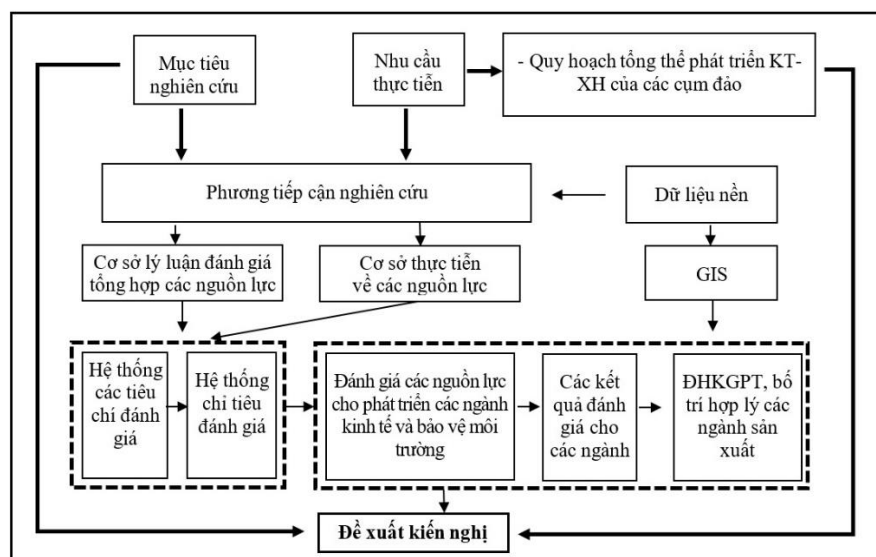 Mục tiêu
nghiên cứu
Nhu cầu
thực tiễn
- Quy hoạch tổng thể phát triển KT-
XH của các cụm đảo
Phương tiếp cận nghiên cứu
Dữ liệu nền
Cơ sở lý luận đánh giá
tổng hợp các nguồn lực
Cơ sở thực tiễn
về các nguồn lực
GIS
Hệ thống
các tiêu
chí đánh
giá
Hệ thống
chỉ tiêu
đánh giá
Đánh giá các nguồn lực
cho phát triển các ngành
kinh tế và bảo vệ môi
trường
Các kết
quả đánh
giá cho
các ngành
ĐHKGPT, bố
trí hợp lý các
ngành sản
xuất
Đề xuất kiến nghị